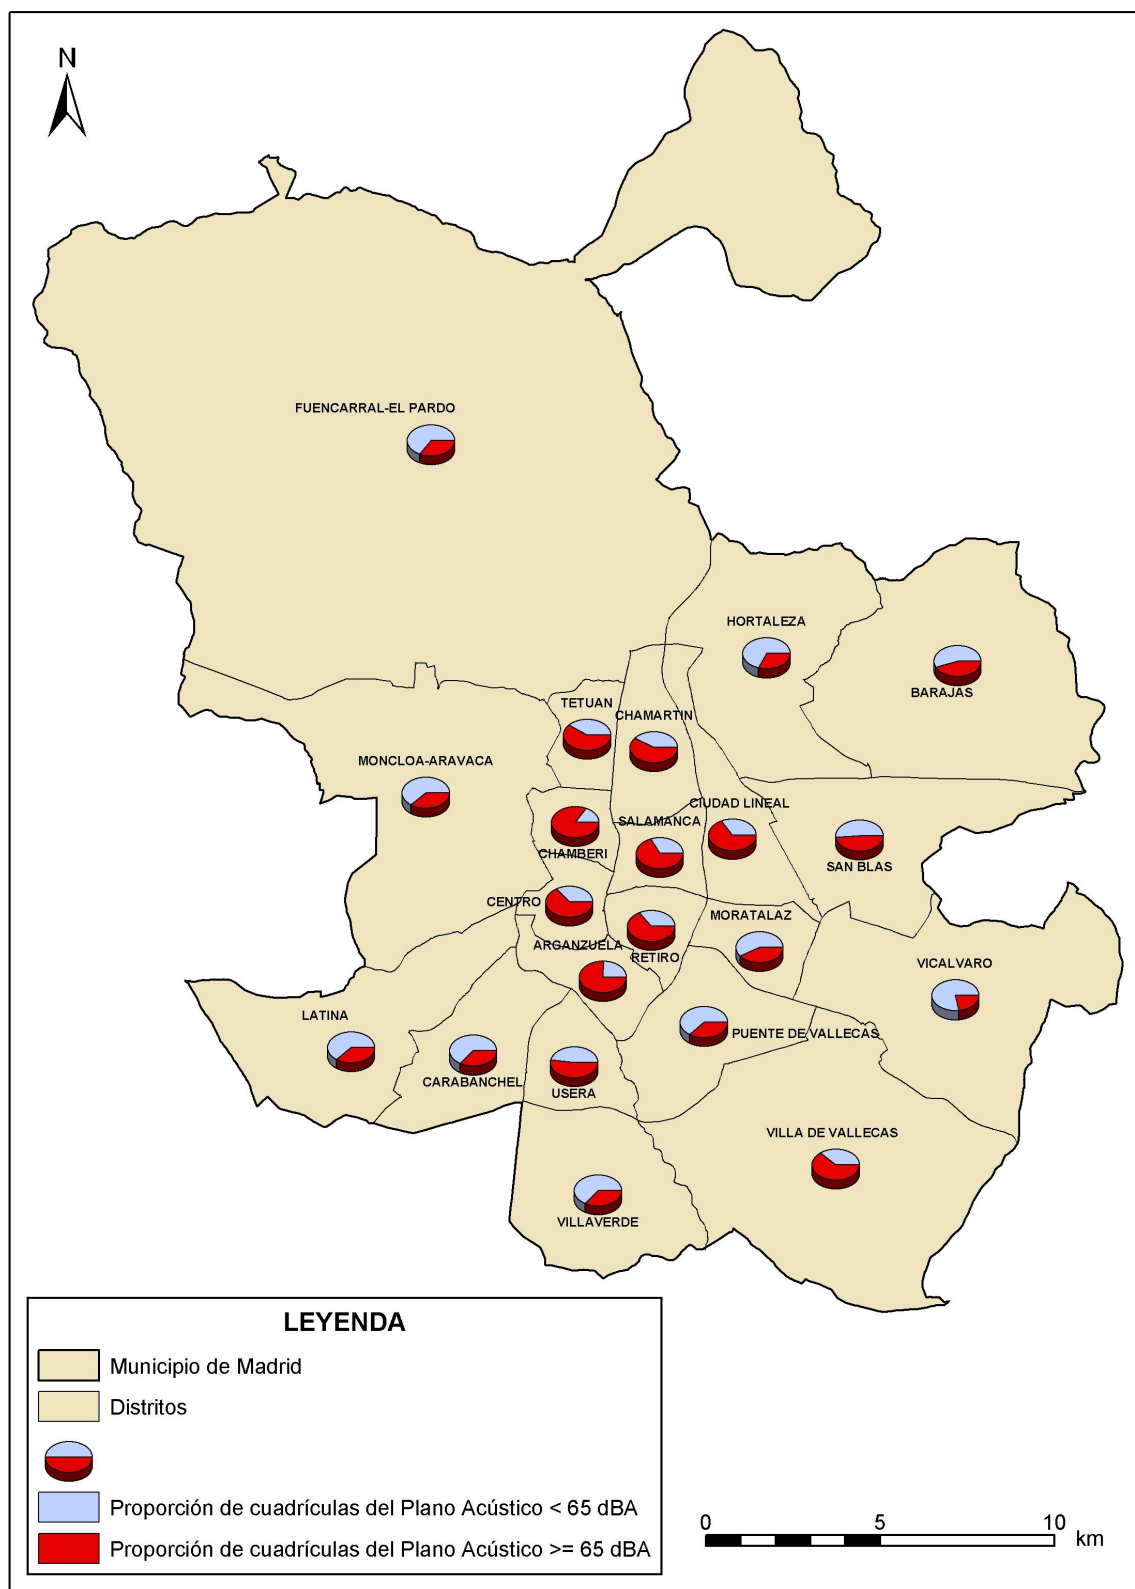 N
FUENCARRAL-EL PARDO
HORTALEZA
BARAJAS
TETUAN
CHAMARTIN
MONCLOA-ARAVACA
CIUDAD LINEAL
SALAMANCA
CHAMBERI
SAN BLAS
CENTRO
MORATALAZ
ARGANZUELA
RETIRO
VICALVARO
LATINA
PUENTE DE VALLECAS
CARABANCHEL
USERA
VILLA DE VALLECAS
VILLAVERDE
LEYENDA
Municipio de Madrid
Distritos
Proporción de cuadrículas del Plano Acústico < 65 dBA
Proporción de cuadrículas del Plano Acústico >= 65 dBA
0 5 10
km